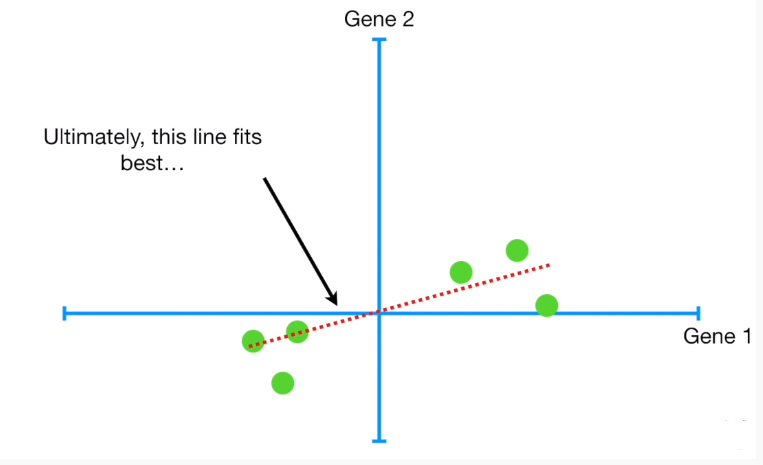 Gene 2
Ultimately, this line fits
best...
Gene 1